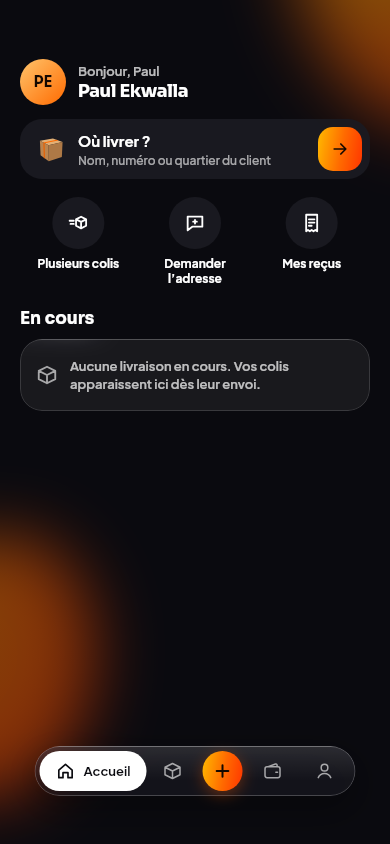 PE
Bonjour, Paul
Paul Ekwalla
Où livrer ?
Nom, numéro ou quartier du client
Plusieurs colis
Demander
l'adresse
Mes reçus
En cours
Aucune livraison en cours. Vos colis
apparaissent ici dès leur envoi.
Accueil